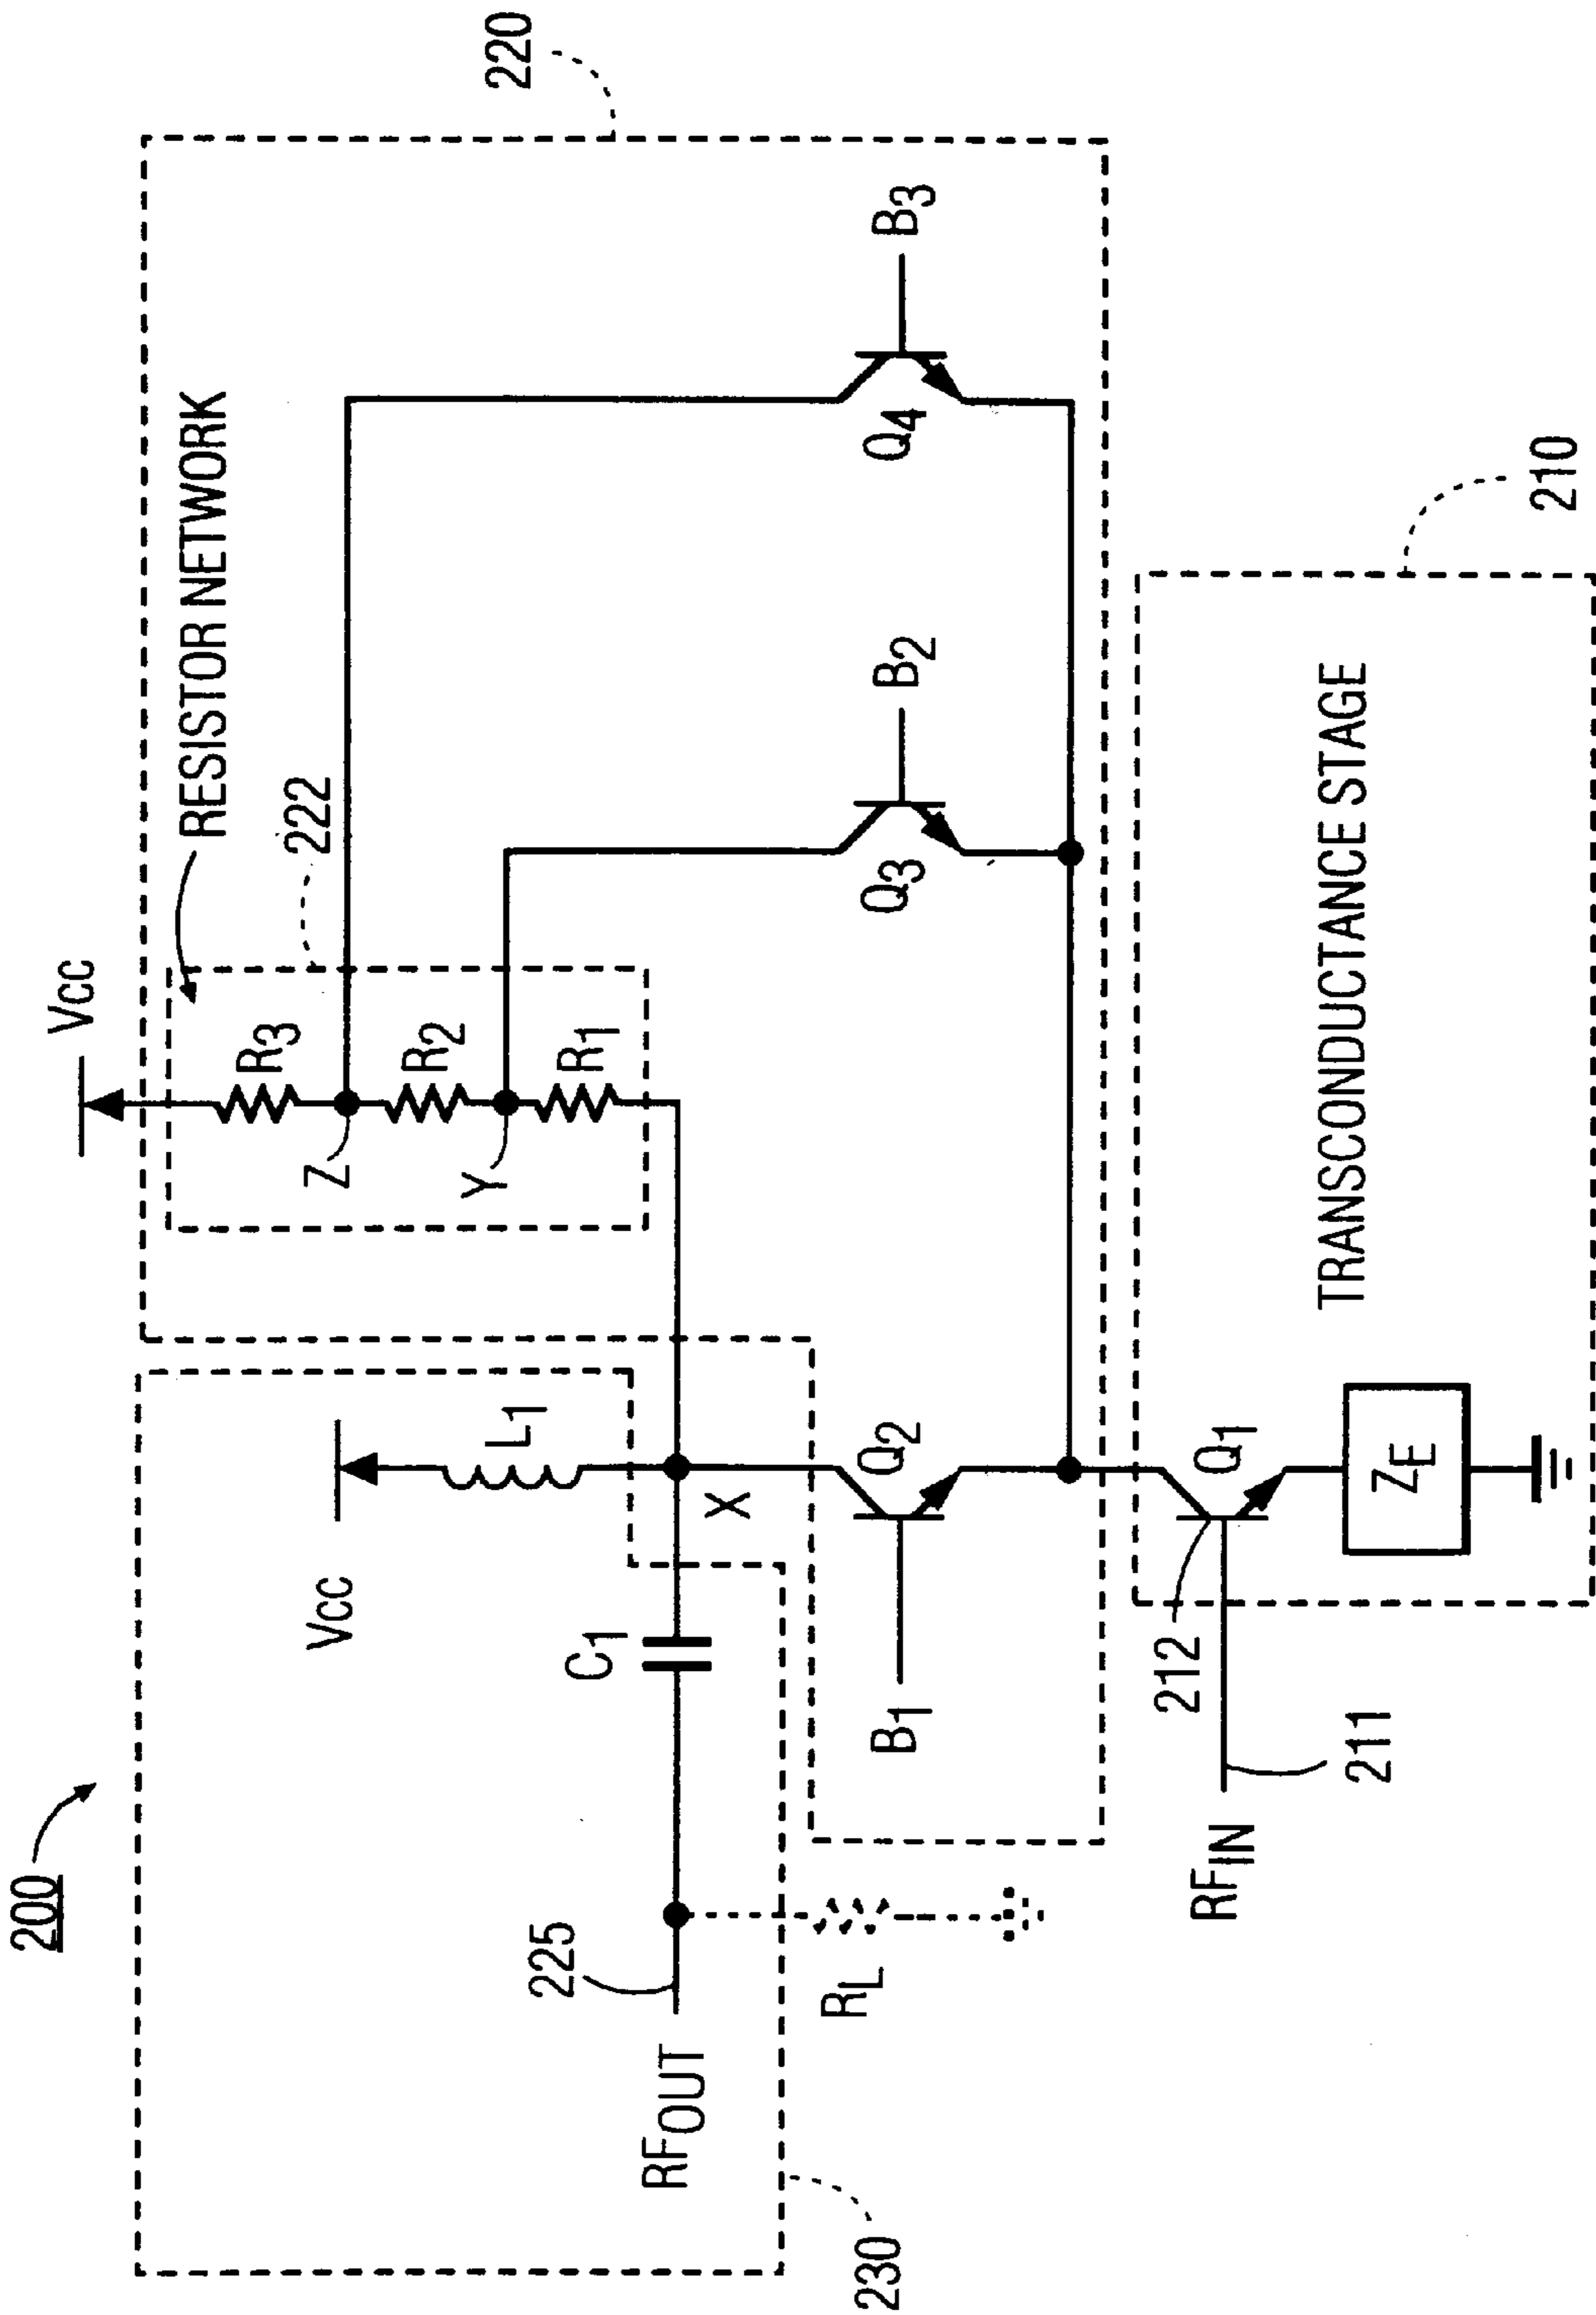 200
220
RESISTOR NETWORK
222
VCC
R3
Z
R2
Y
R1
VCC
L1
C1
X
225
RFOUT
RL
230
B1
Q2
Q3
B2
Q4
B3
RFIN
211
212
Q1
ZE
TRANSCONDUCTANCE STAGE
210